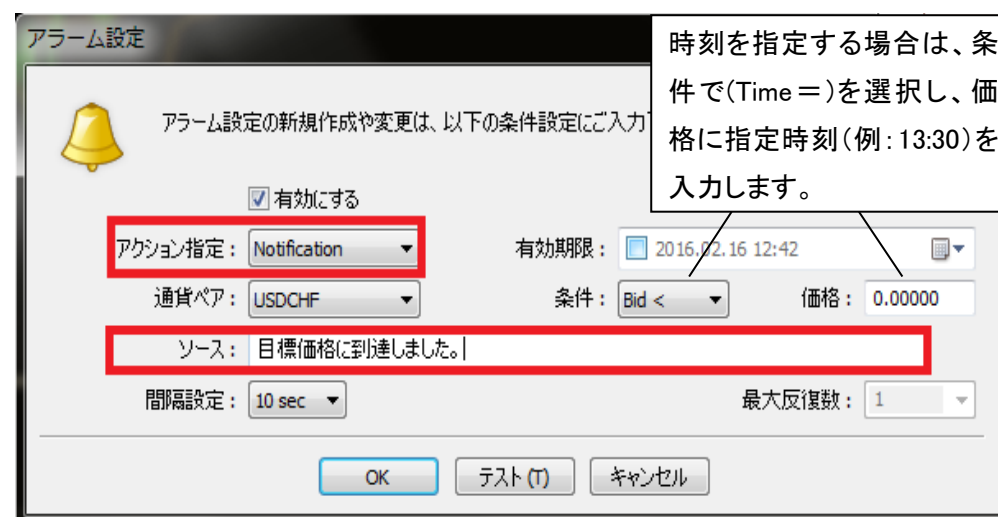 アラーム設定
時刻を指定する場合は、条
件で(Time＝)を選択し、価
格に指定時刻(例:13:30)を
入力します。
アラーム設定の新規作成や変更は、以下の条件設定にご入力
有効にする
アクション指定： Notification 有効期限： 2016.02.16 12:42
通貨ペア： USDCHF 条件： Bid < 価格： 0.00000
ソース： 目標価格に到達しました。
間隔設定： 10 sec 最大反復数： 1
OK テスト (T) キャンセル